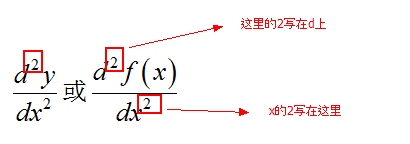 这里的2写在d上
d²y/dx² 或 d²f(x)/dx²
x的2写在这里